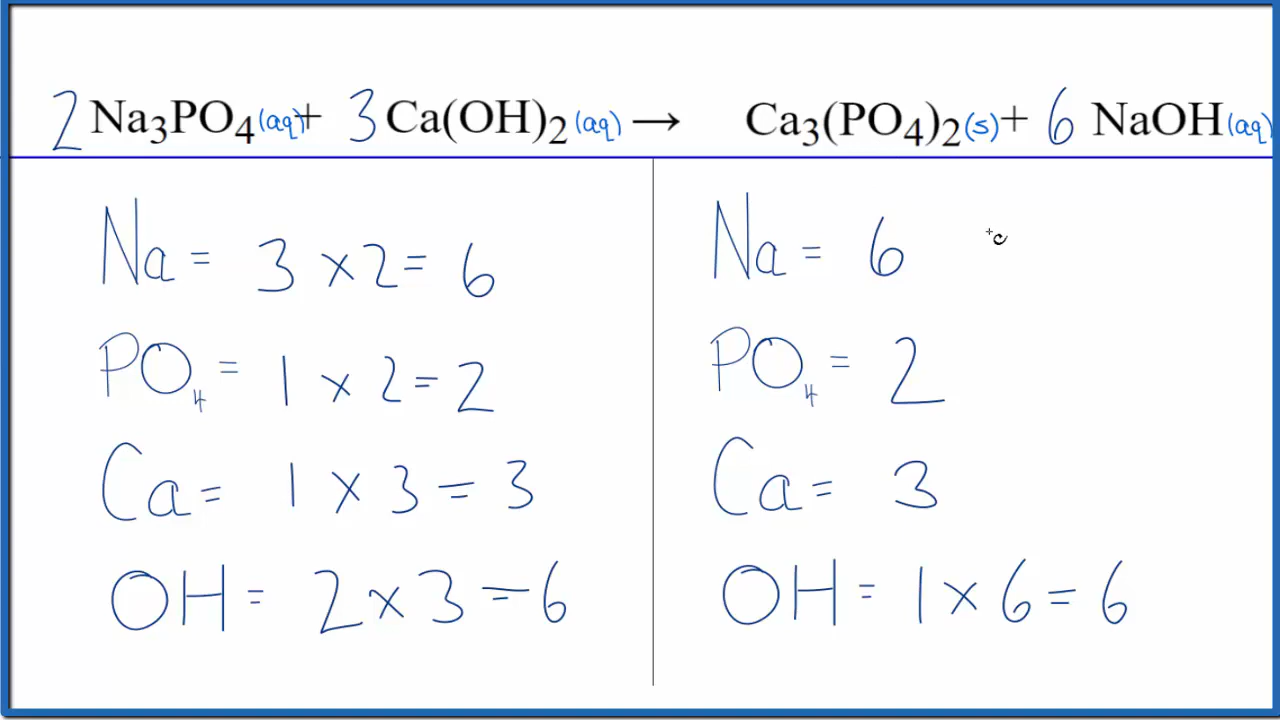 2 Na₃PO₄(aq) + 3 Ca(OH)₂(aq) → Ca₃(PO₄)₂(s) + 6 NaOH(aq)
Na = 3 × 2 = 6
PO₄ = 1 × 2 = 2
Ca = 1 × 3 = 3
OH = 2 × 3 = 6
Na = 6
PO₄ = 2
Ca = 3
OH = 1 × 6 = 6